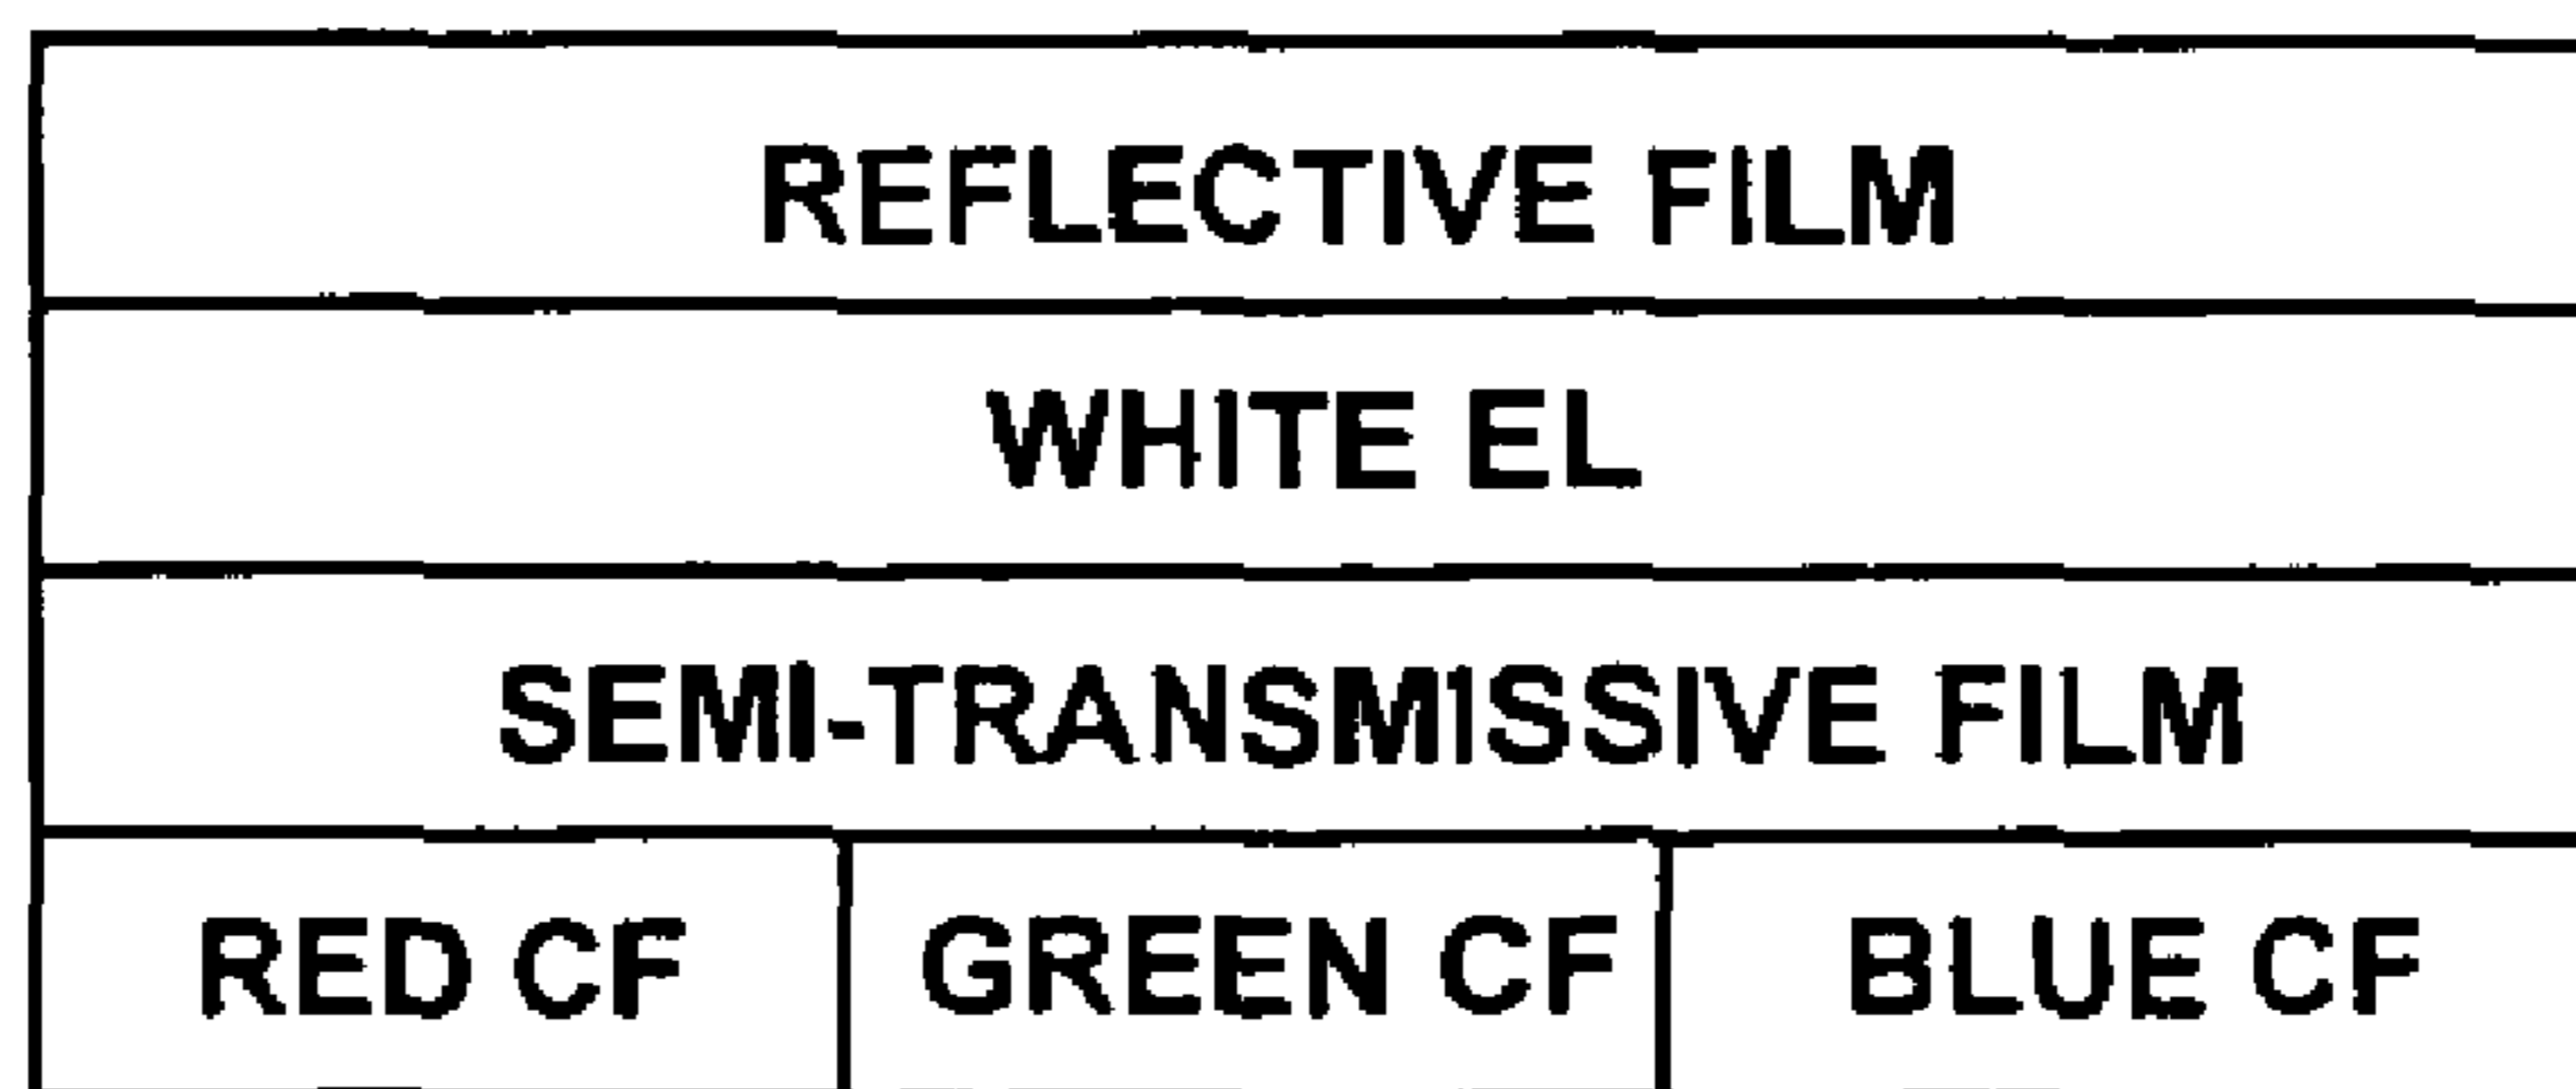 REFLECTIVE FILM
WHITE EL
SEMI-TRANSMISSIVE FILM
RED CF GREEN CF BLUE CF